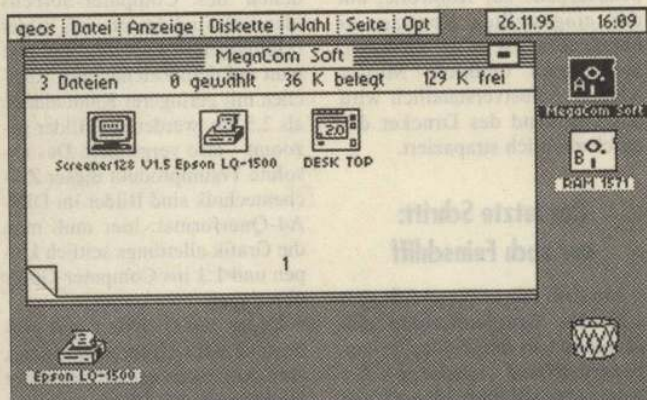 geos Datei Anzeige Diskette Wahl Seite Opt 26.11.95 16:09
MegaCom Soft
3 Dateien 0 gewählt 36 K belegt 129 K frei
Screener128 V1.5 Epson LQ-1500 DESK TOP
2.0
1
A
MegaCom Soft
B
RAM 1571
Epson LQ-1500